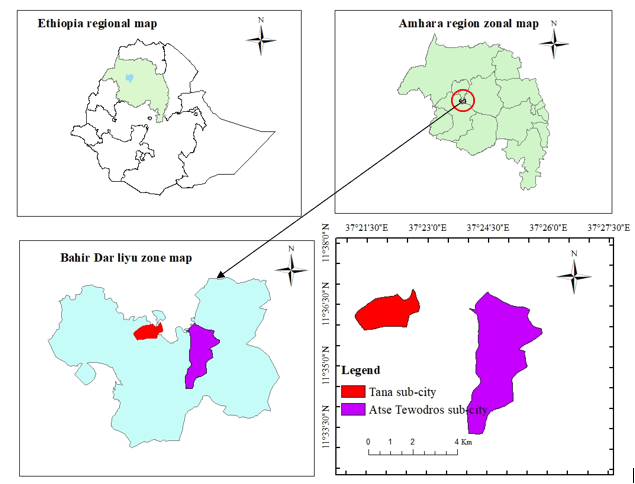 Ethiopia regional map
N
Amhara region zonal map
N
Bahir Dar liyu zone map
N
37°21'30"E 37°23'0"E 37°24'30"E 37°26'0"E 37°27'30"E
11°38'0"N
11°36'30"N
11°35'0"N
11°33'30"N
N
Legend
Tana sub-city
Atse Tewodros sub-city
0 1 2 4 Km